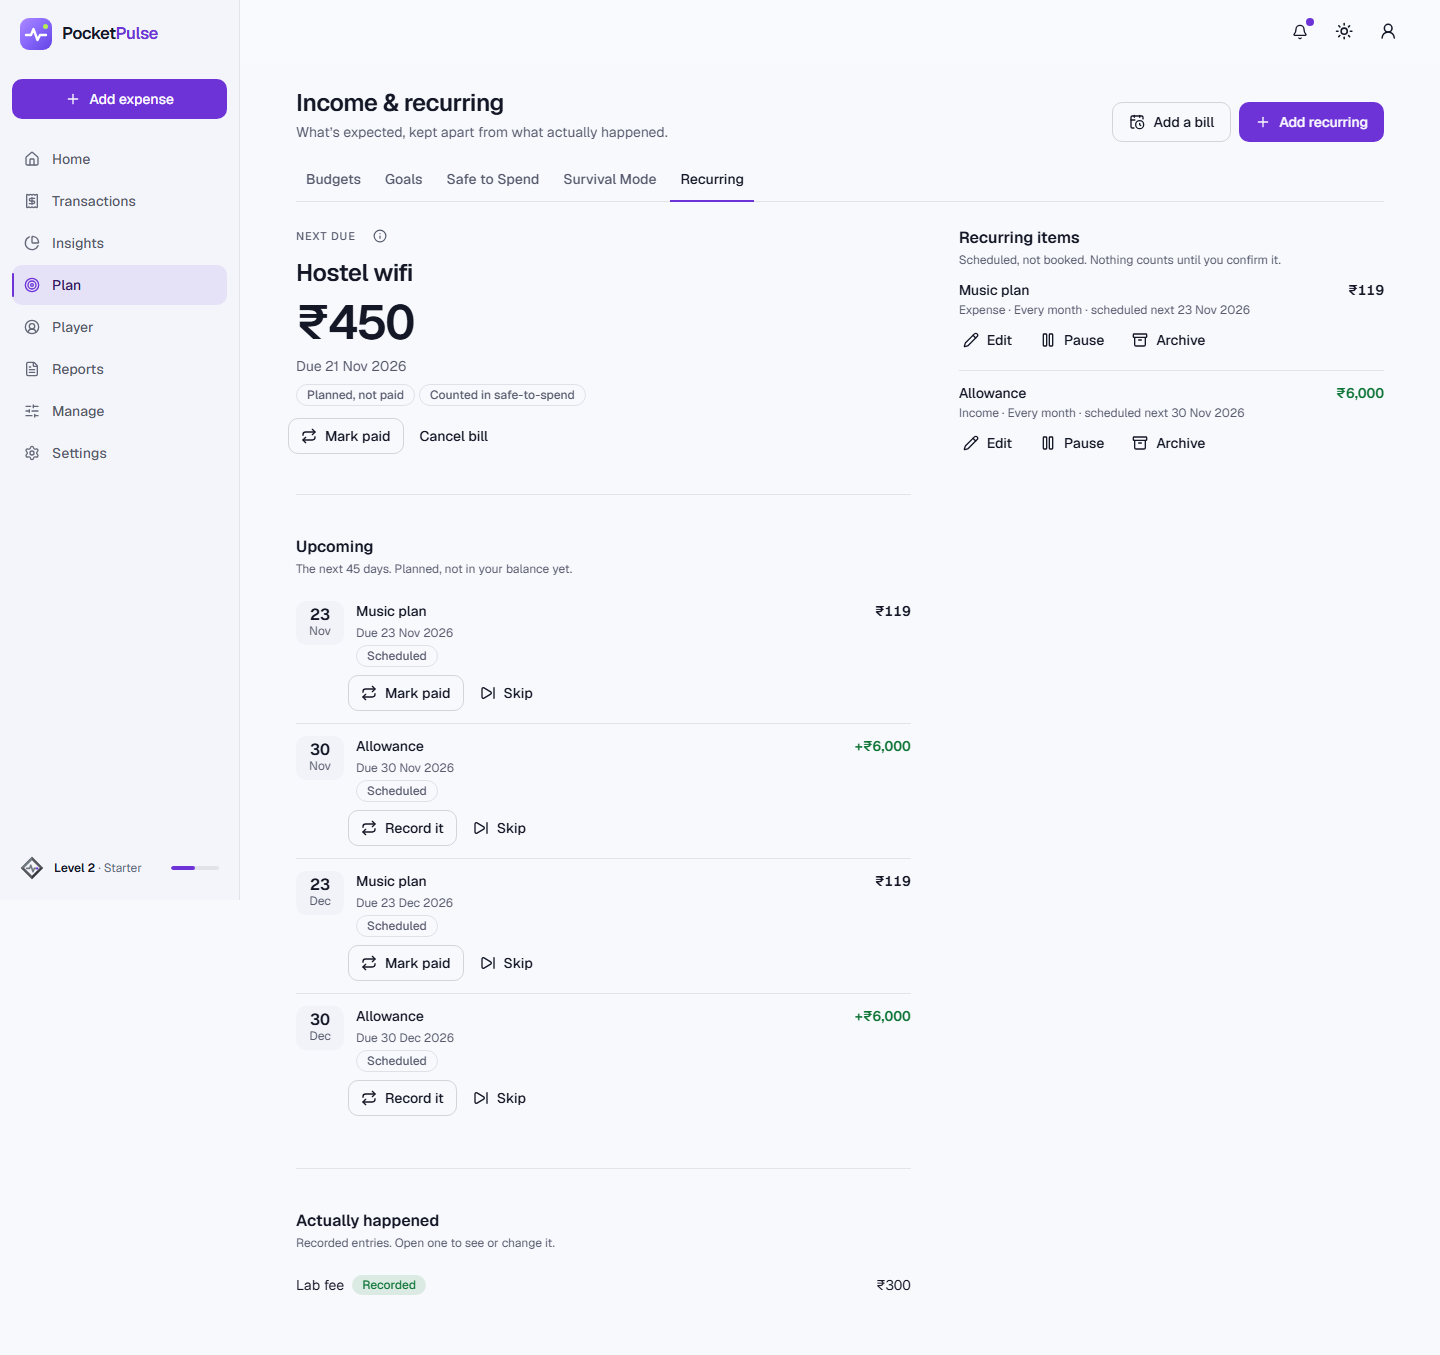 PocketPulse
Add expense
Home
Transactions
Insights
Plan
Player
Reports
Manage
Settings
Level 2 · Starter
Income & recurring
What's expected, kept apart from what actually happened.
Add a bill
Add recurring
Budgets
Goals
Safe to Spend
Survival Mode
Recurring
NEXT DUE
Hostel wifi
₹450
Due 21 Nov 2026
Planned, not paid
Counted in safe-to-spend
Mark paid
Cancel bill
Upcoming
The next 45 days. Planned, not in your balance yet.
23 Nov
Music plan
₹119
Due 23 Nov 2026
Scheduled
Mark paid
Skip
30 Nov
Allowance
+₹6,000
Due 30 Nov 2026
Scheduled
Record it
Skip
23 Dec
Music plan
₹119
Due 23 Dec 2026
Scheduled
Mark paid
Skip
30 Dec
Allowance
+₹6,000
Due 30 Dec 2026
Scheduled
Record it
Skip
Actually happened
Recorded entries. Open one to see or change it.
Lab fee
Recorded
₹300
Recurring items
Scheduled, not booked. Nothing counts until you confirm it.
Music plan
₹119
Expense · Every month · scheduled next 23 Nov 2026
Edit
Pause
Archive
Allowance
₹6,000
Income · Every month · scheduled next 30 Nov 2026
Edit
Pause
Archive